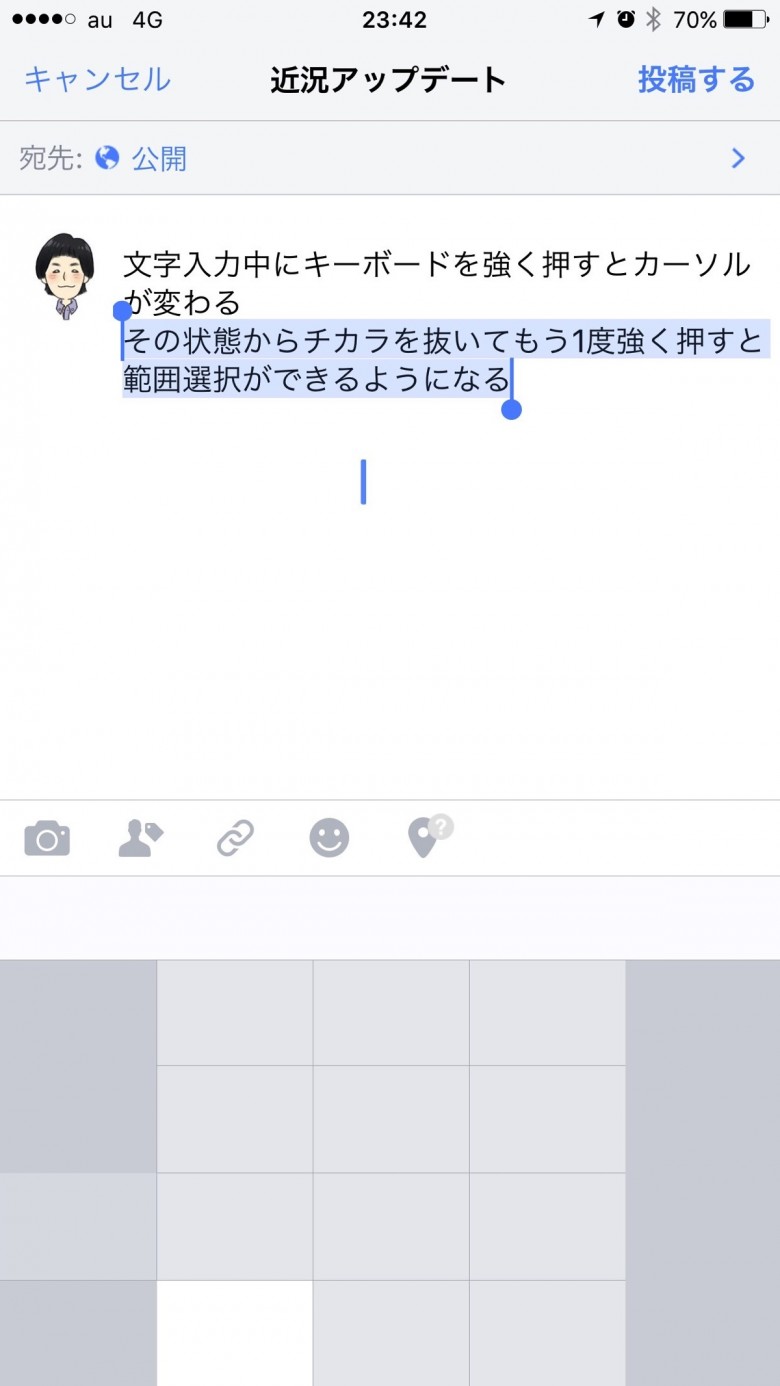 au 4G 23:42 70%
キャンセル 近況アップデート 投稿する
宛先: 公開
文字入力中にキーボードを強く押すとカーソル
が変わる
その状態からチカラを抜いてもう1度強く押すと
範囲選択ができるようになる
?